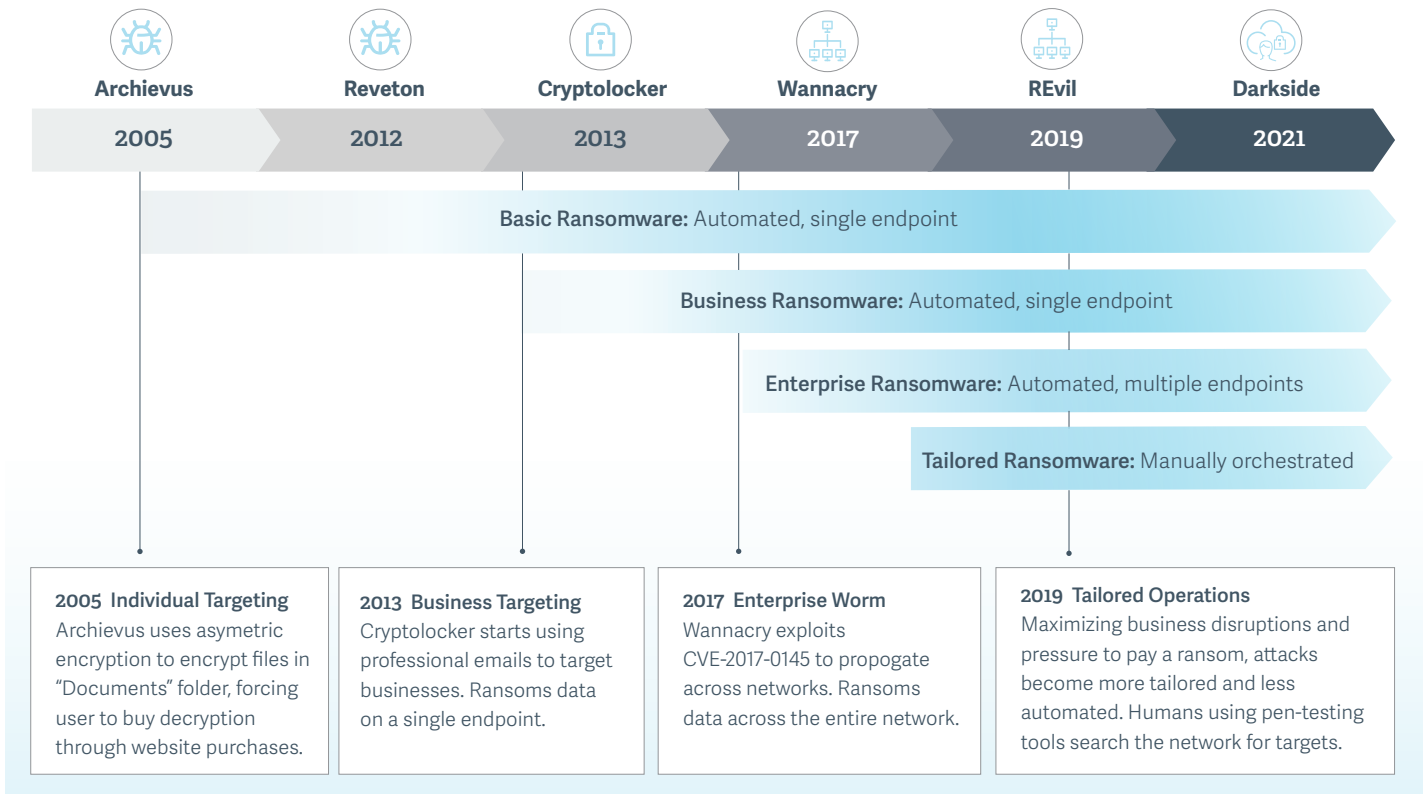 Archievus
Reveton
Cryptolocker
Wannacry
REvil
Darkside
2005
2012
2013
2017
2019
2021
Basic Ransomware: Automated, single endpoint
Business Ransomware: Automated, single endpoint
Enterprise Ransomware: Automated, multiple endpoints
Tailored Ransomware: Manually orchestrated
2005 Individual Targeting
Archievus uses asymetric
encryption to encrypt files in
"Documents" folder, forcing
user to buy decryption
through website purchases.
2013 Business Targeting
Cryptolocker starts using
professional emails to target
businesses. Ransoms data
on a single endpoint.
2017 Enterprise Worm
Wannacry exploits
CVE-2017-0145 to propogate
across networks. Ransoms
data across the entire network.
2019 Tailored Operations
Maximizing business disruptions and
pressure to pay a ransom, attacks
become more tailored and less
automated. Humans using pen-testing
tools search the network for targets.